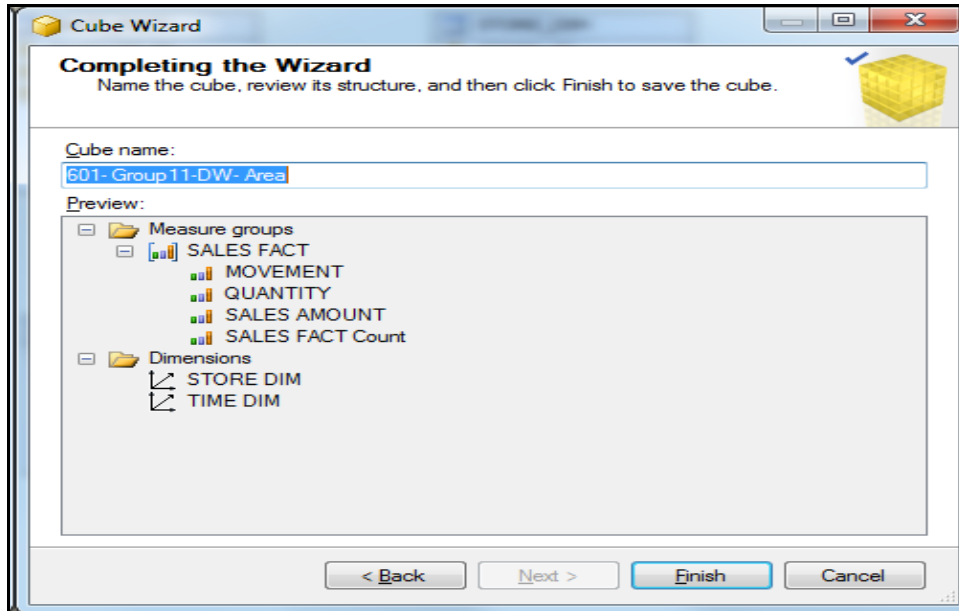 Cube Wizard
Completing the Wizard
Name the cube, review its structure, and then click Finish to save the cube.
Cube name:
601- Group11-DW- Area
Preview:
Measure groups
SALES FACT
MOVEMENT
QUANTITY
SALES AMOUNT
SALES FACT Count
Dimensions
STORE DIM
TIME DIM
< Back Next > Finish Cancel